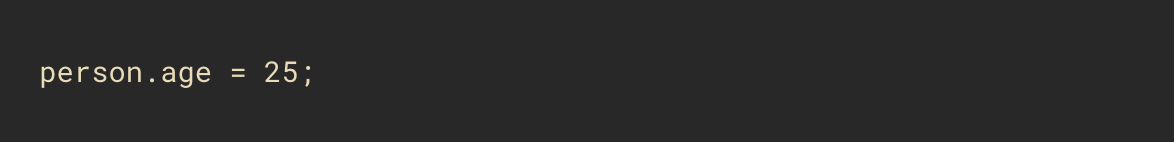 person.age = 25;